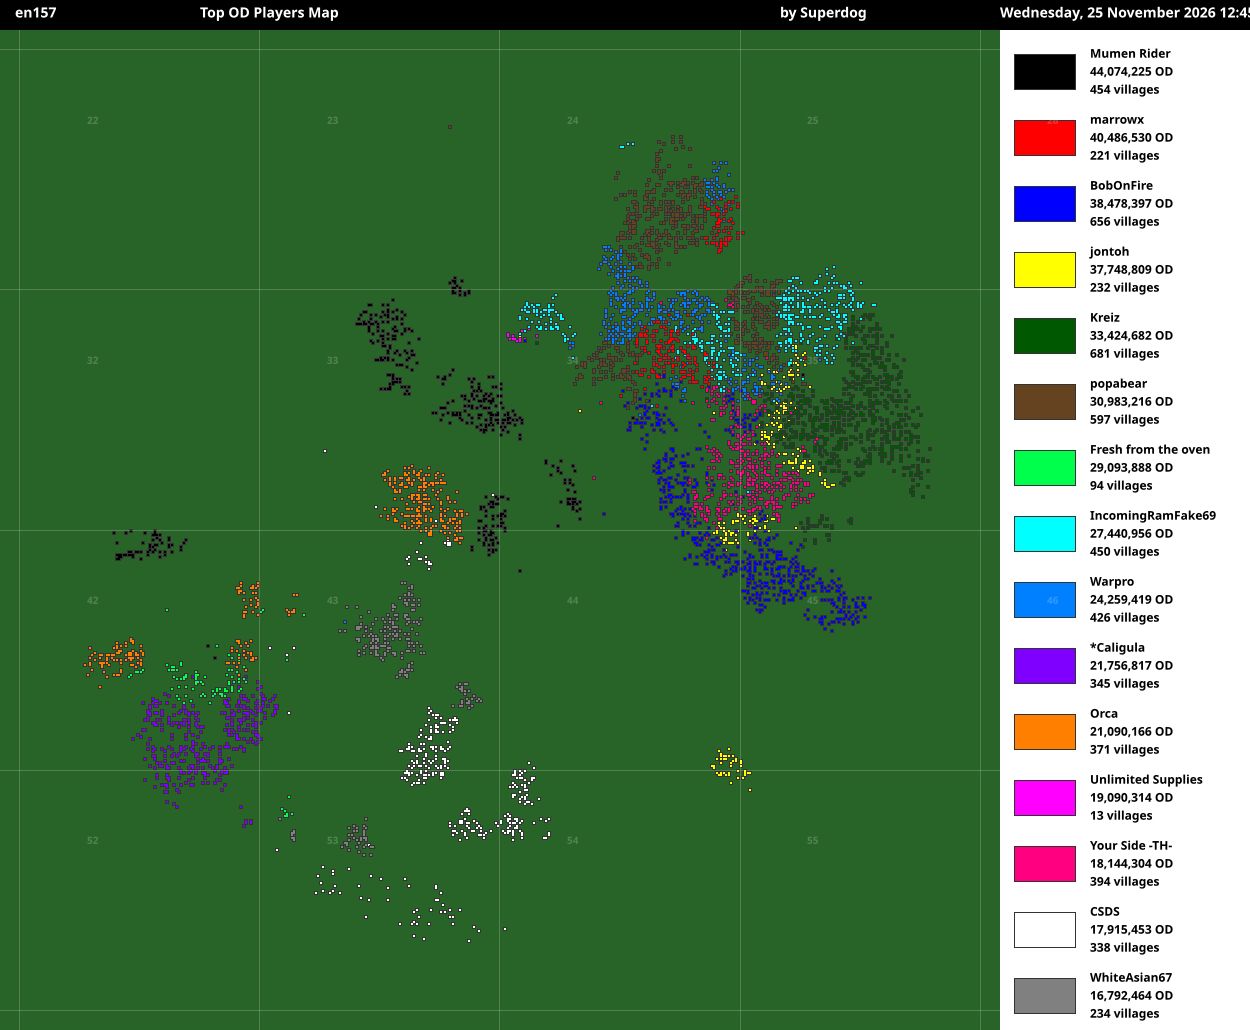 en157 Top OD Players Map by Superdog Wednesday, 25 November 2026 12:45
Mumen Rider
44,074,225 OD
454 villages
marrowx
40,486,530 OD
221 villages
BobOnFire
38,478,397 OD
656 villages
jontoh
37,748,809 OD
232 villages
Kreiz
33,424,682 OD
681 villages
popabear
30,983,216 OD
597 villages
Fresh from the oven
29,093,888 OD
94 villages
IncomingRamFake69
27,440,956 OD
450 villages
Warpro
24,259,419 OD
426 villages
*Caligula
21,756,817 OD
345 villages
Orca
21,090,166 OD
371 villages
Unlimited Supplies
19,090,314 OD
13 villages
Your Side -TH-
18,144,304 OD
394 villages
CSDS
17,915,453 OD
338 villages
WhiteAsian67
16,792,464 OD
234 villages
22 23 24 25
32 33 34
42 43 44 45 46
52 53 54 55